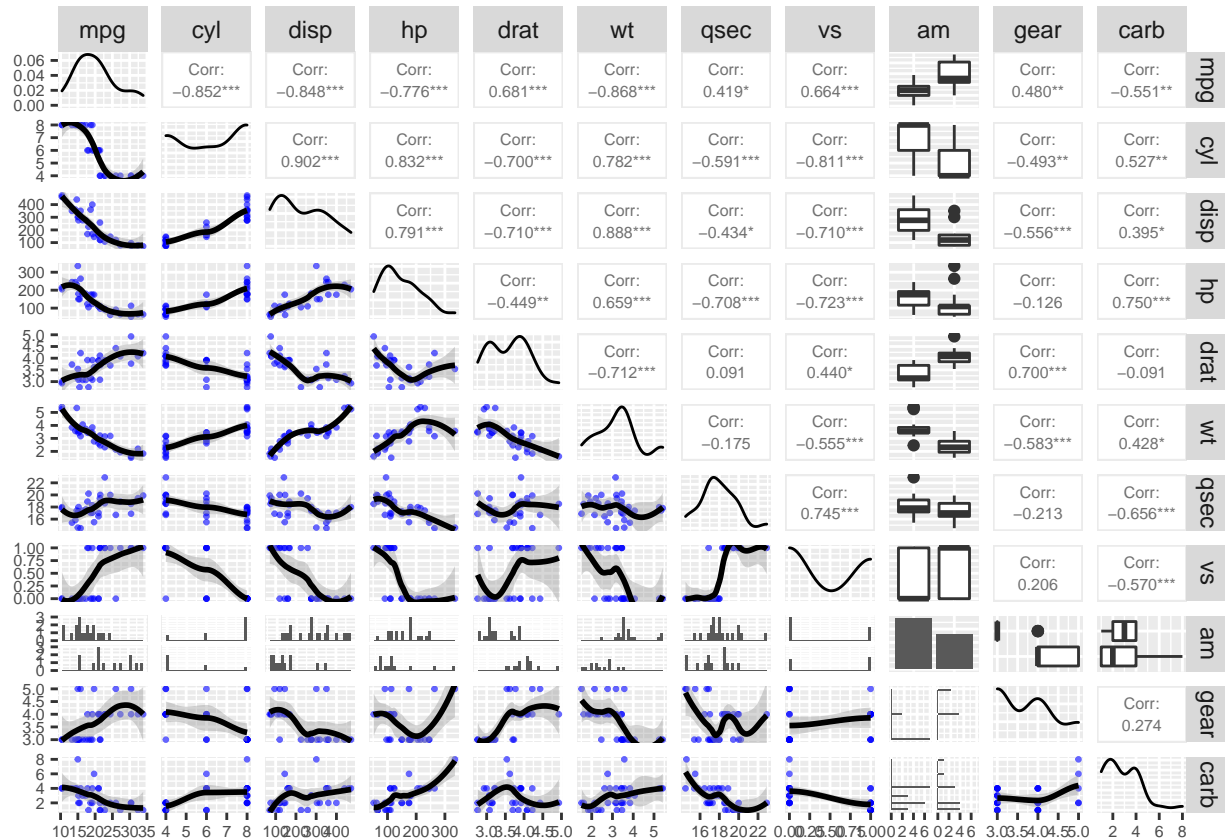 mpg cyl disp hp drat wt qsec vs am gear carb
0.06
0.04
0.02
0.00
Corr:
−0.852***
Corr:
−0.848***
Corr:
−0.776***
Corr:
0.681***
Corr:
−0.868***
Corr:
0.419*
Corr:
0.664***
Corr:
0.480**
Corr:
−0.551**
mpg
8
7
6
5
4
Corr:
0.902***
Corr:
0.832***
Corr:
−0.700***
Corr:
0.782***
Corr:
−0.591***
Corr:
−0.811***
Corr:
−0.493**
Corr:
0.527**
cyl
400
300
200
100
Corr:
0.791***
Corr:
−0.710***
Corr:
0.888***
Corr:
−0.434*
Corr:
−0.710***
Corr:
−0.556***
Corr:
0.395*
disp
300
200
100
Corr:
−0.449**
Corr:
0.659***
Corr:
−0.708***
Corr:
−0.723***
Corr:
−0.126
Corr:
0.750***
hp
5.0
4.5
4.0
3.5
3.0
Corr:
−0.712***
Corr:
0.091
Corr:
0.440*
Corr:
0.700***
Corr:
−0.091
drat
5
4
3
2
Corr:
−0.175
Corr:
−0.555***
Corr:
−0.583***
Corr:
0.428*
wt
22
20
18
16
Corr:
0.745***
Corr:
−0.213
Corr:
−0.656***
qsec
1.00
0.75
0.50
0.25
0.00
Corr:
0.206
Corr:
−0.570***
vs
3
2
1
0
3
2
1
0
am
5.0
4.5
4.0
3.5
3.0
Corr:
0.274
gear
8
6
4
2
carb
10 15 20 25 30 35 4 5 6 7 8 100 200 300 400 100 200 300 3.0 3.5 4.0 4.5 5.0 2 3 4 5 16 18 20 22 0.00 0.25 0.50 0.75 1.00 0 2 4 6 0 2 4 6 3.0 3.5 4.0 4.5 5.0 2 4 6 8